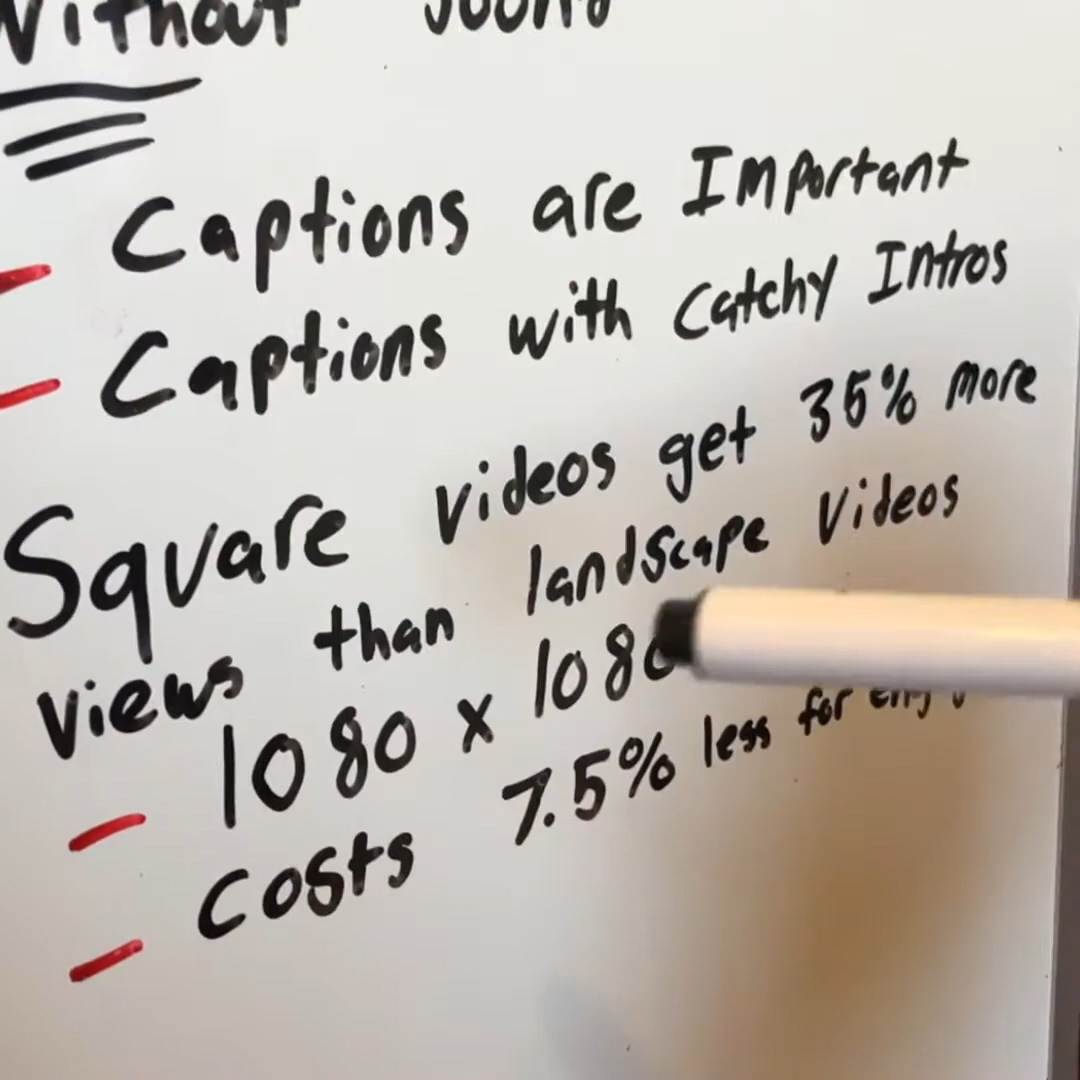 Without Sound
- Captions are Important
- Captions with Catchy Intros
Square videos get 35% more
views than landscape Videos
- 1080 x 1080
- Costs 7.5% less for